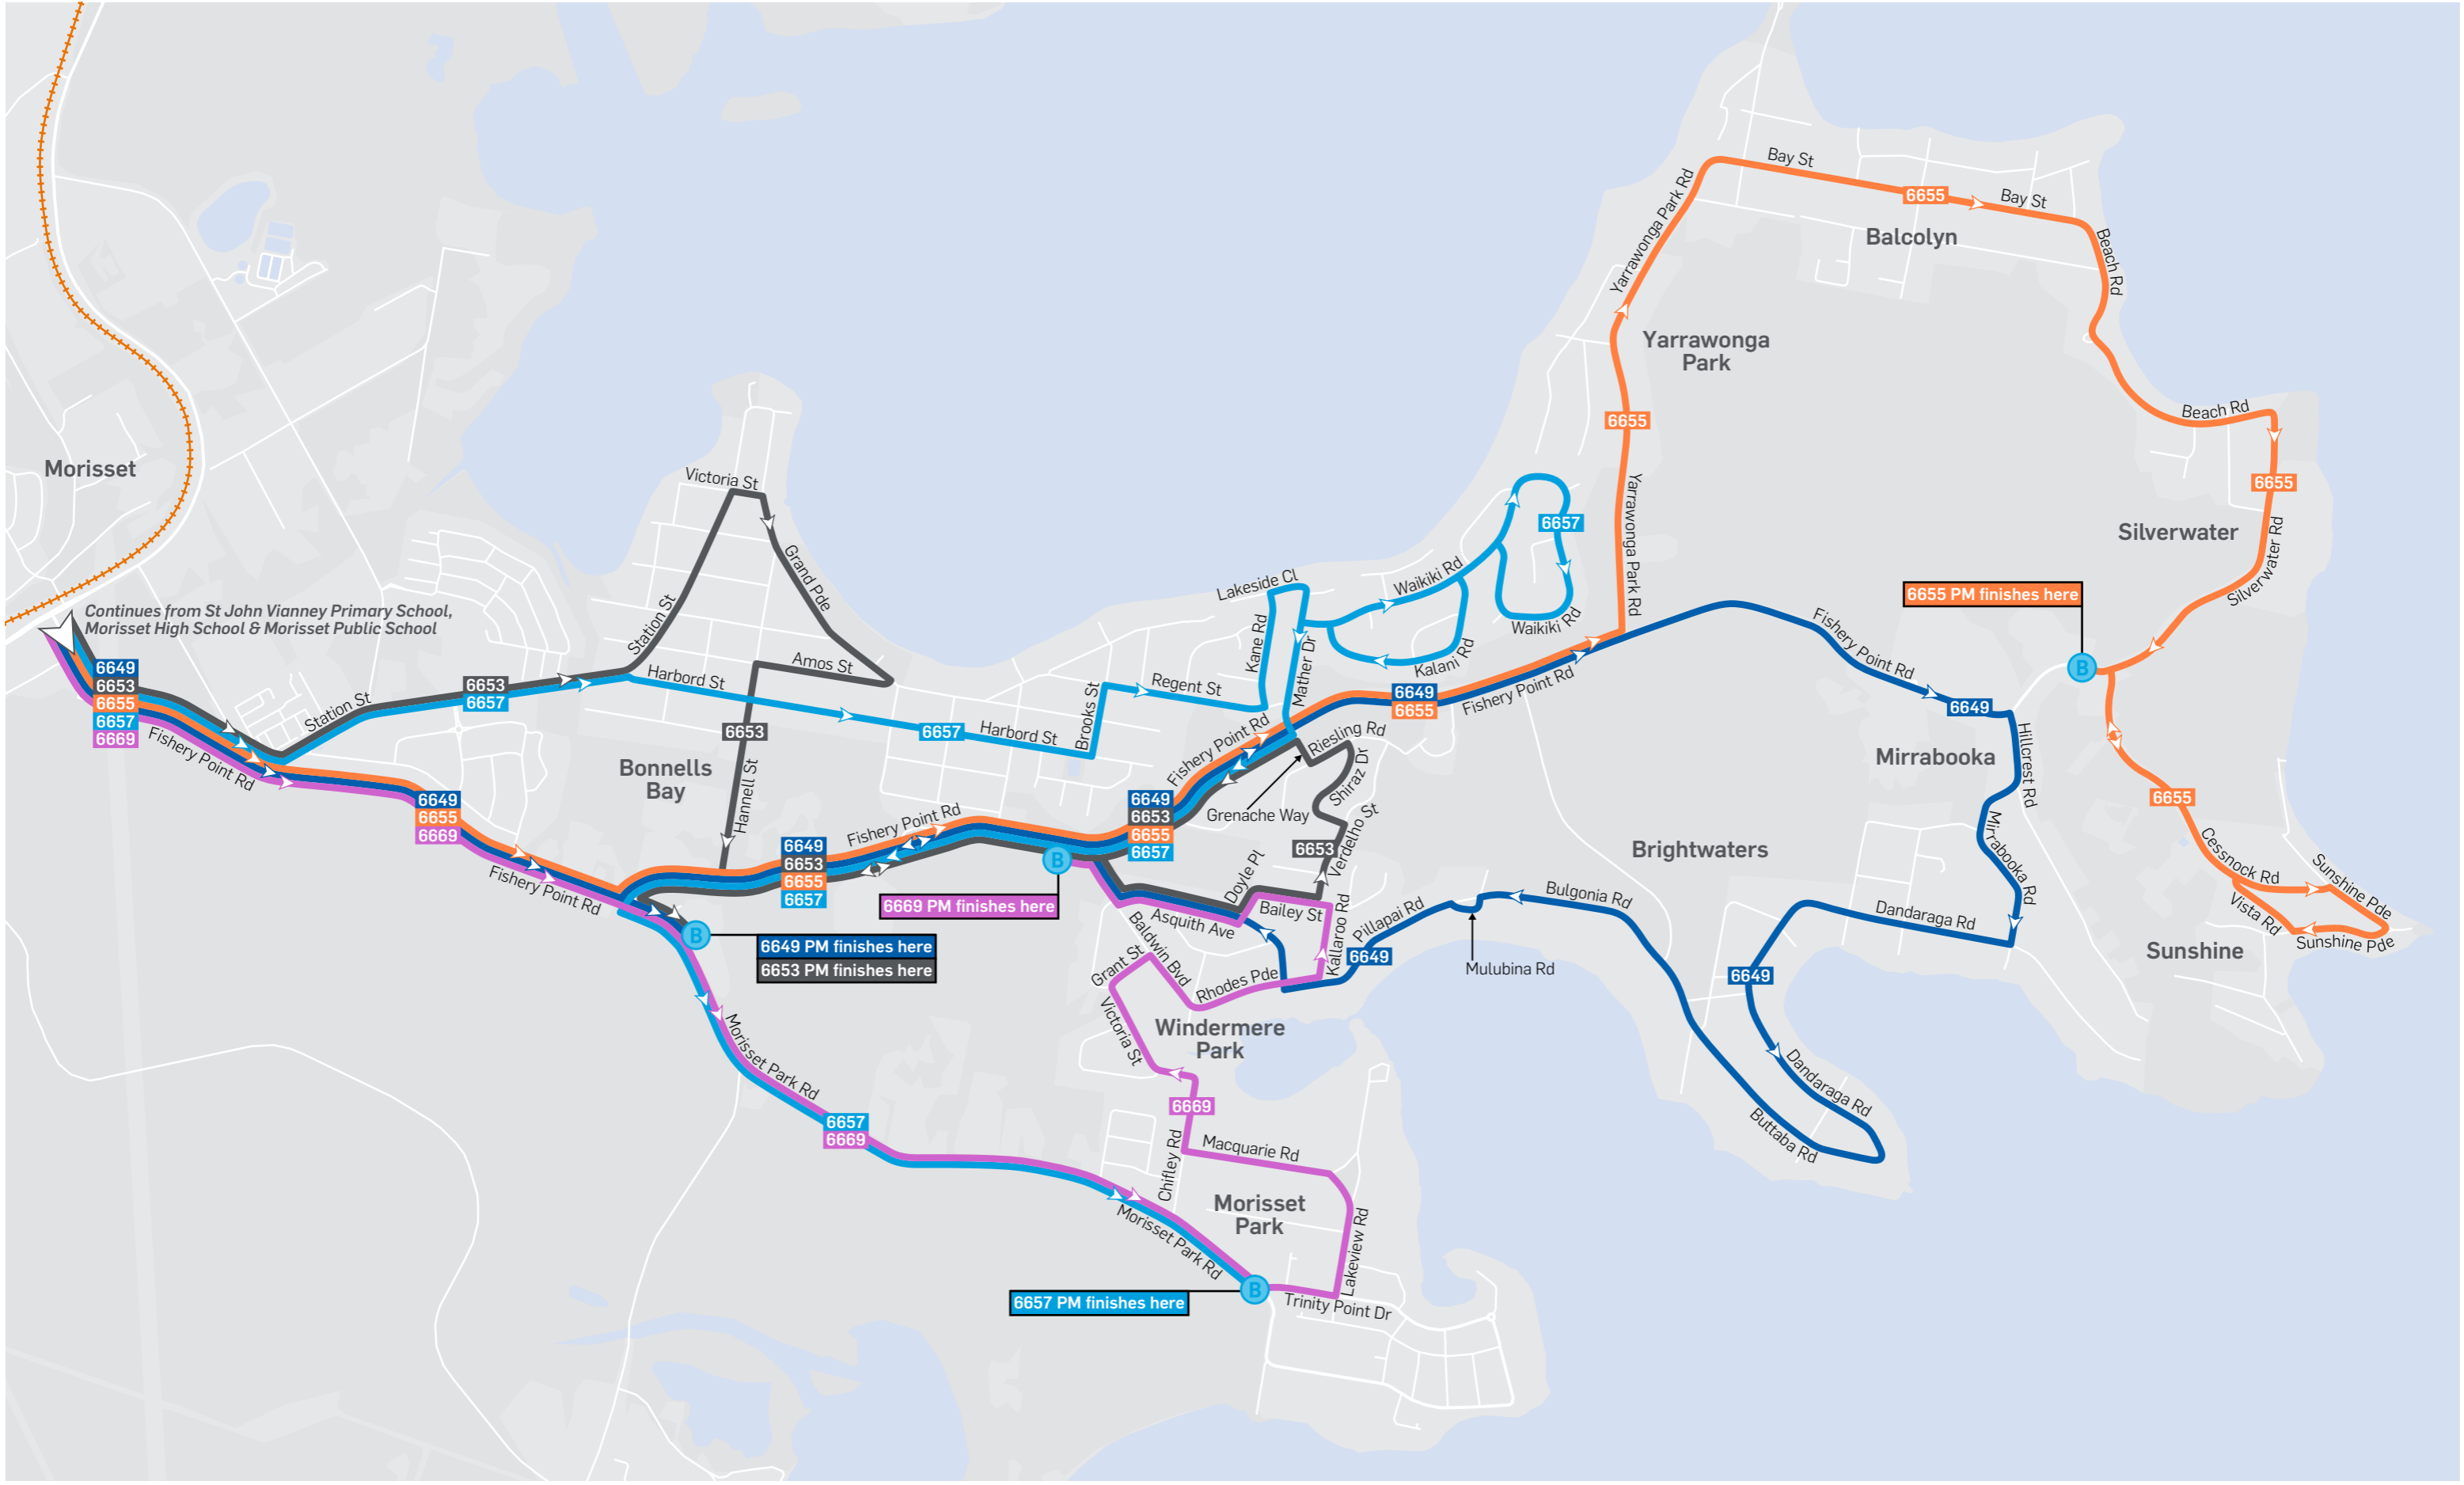 Bay St
6655
Bay St
Yarrawonga Park Rd
Balcolyn
Beach Rd
Yarrawonga
Park
Beach Rd
6655
Morisset
Victoria St
6655
6657
Yarrawonga Park Rd
Silverwater
Silverwater Rd
Grand Pde
Lakeside Cl
Waikiki Rd
Waikiki Rd
6655 PM finishes here
B
Continues from St John Vianney Primary School,
Morisset High School & Morisset Public School
Station St
Kane Rd
Mather Dr
Kalani Rd
Fishery Point Rd
6649
6653
6655
6657
6669
6653
6657
Harbord St
Amos St
Regent St
6649
6655
Fishery Point Rd
6649
Station St
6653
6657
Harbord St
Brooks St
Fishery Point Rd
Riesling Rd
Fishery Point Rd
Bonnells
Bay
Hannell St
Shiraz Dr
Mirrabooka
Hillcrest Rd
6649
6655
6669
Fishery Point Rd
6649
6653
6655
6657
Grenache Way
6655
6649
6653
6655
6657
B
6653
Verdelho St
Brightwaters
Mirrabooka Rd
Cessnock Rd
Sunshine Pde
Fishery Point Rd
6669 PM finishes here
Doyle Pl
Bailey St
Asquith Ave
Kallaroo Rd
Pillapai Rd
Bulgonia Rd
Dandaraga Rd
Vista Rd
Sunshine Pde
B
6649 PM finishes here
6653 PM finishes here
Baldwin Bvd
Grant St
Rhodes Pde
6649
Mulubina Rd
6649
Sunshine
Victoria St
Windermere
Park
Morisset Park Rd
Dandaraga Rd
Buttaba Rd
6657
6669
6669
Macquarie Rd
Chifley Rd
Morisset
Park
Morisset Park Rd
Lakeview Rd
6657 PM finishes here
B
Trinity Point Dr